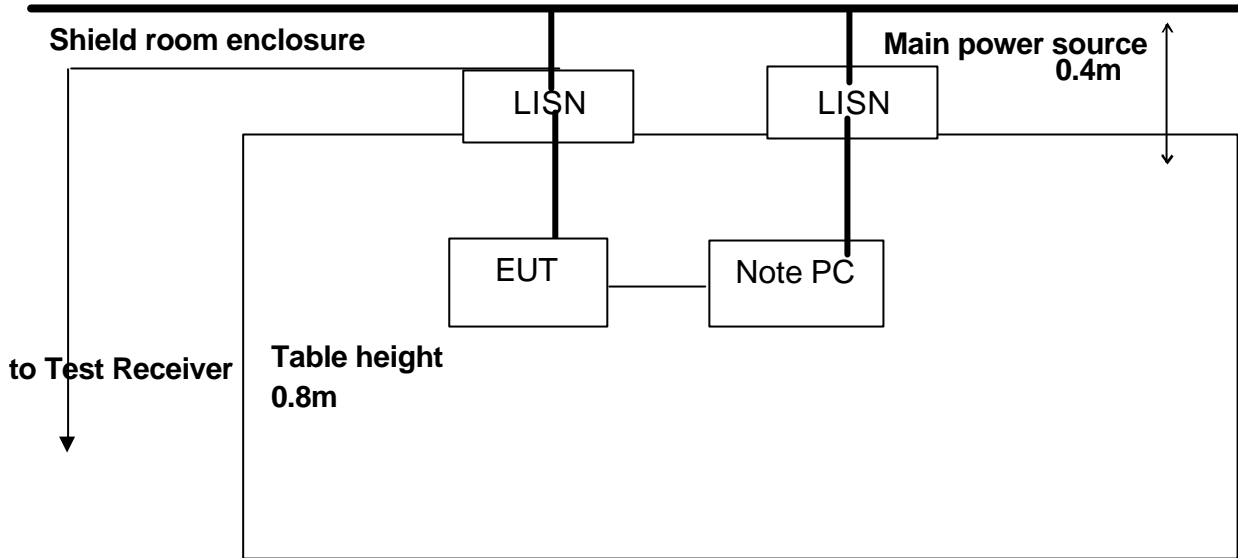 Shield room enclosure
Main power source
0.4m
LISN
LISN
EUT
Note PC
to Test Receiver
Table height
0.8m